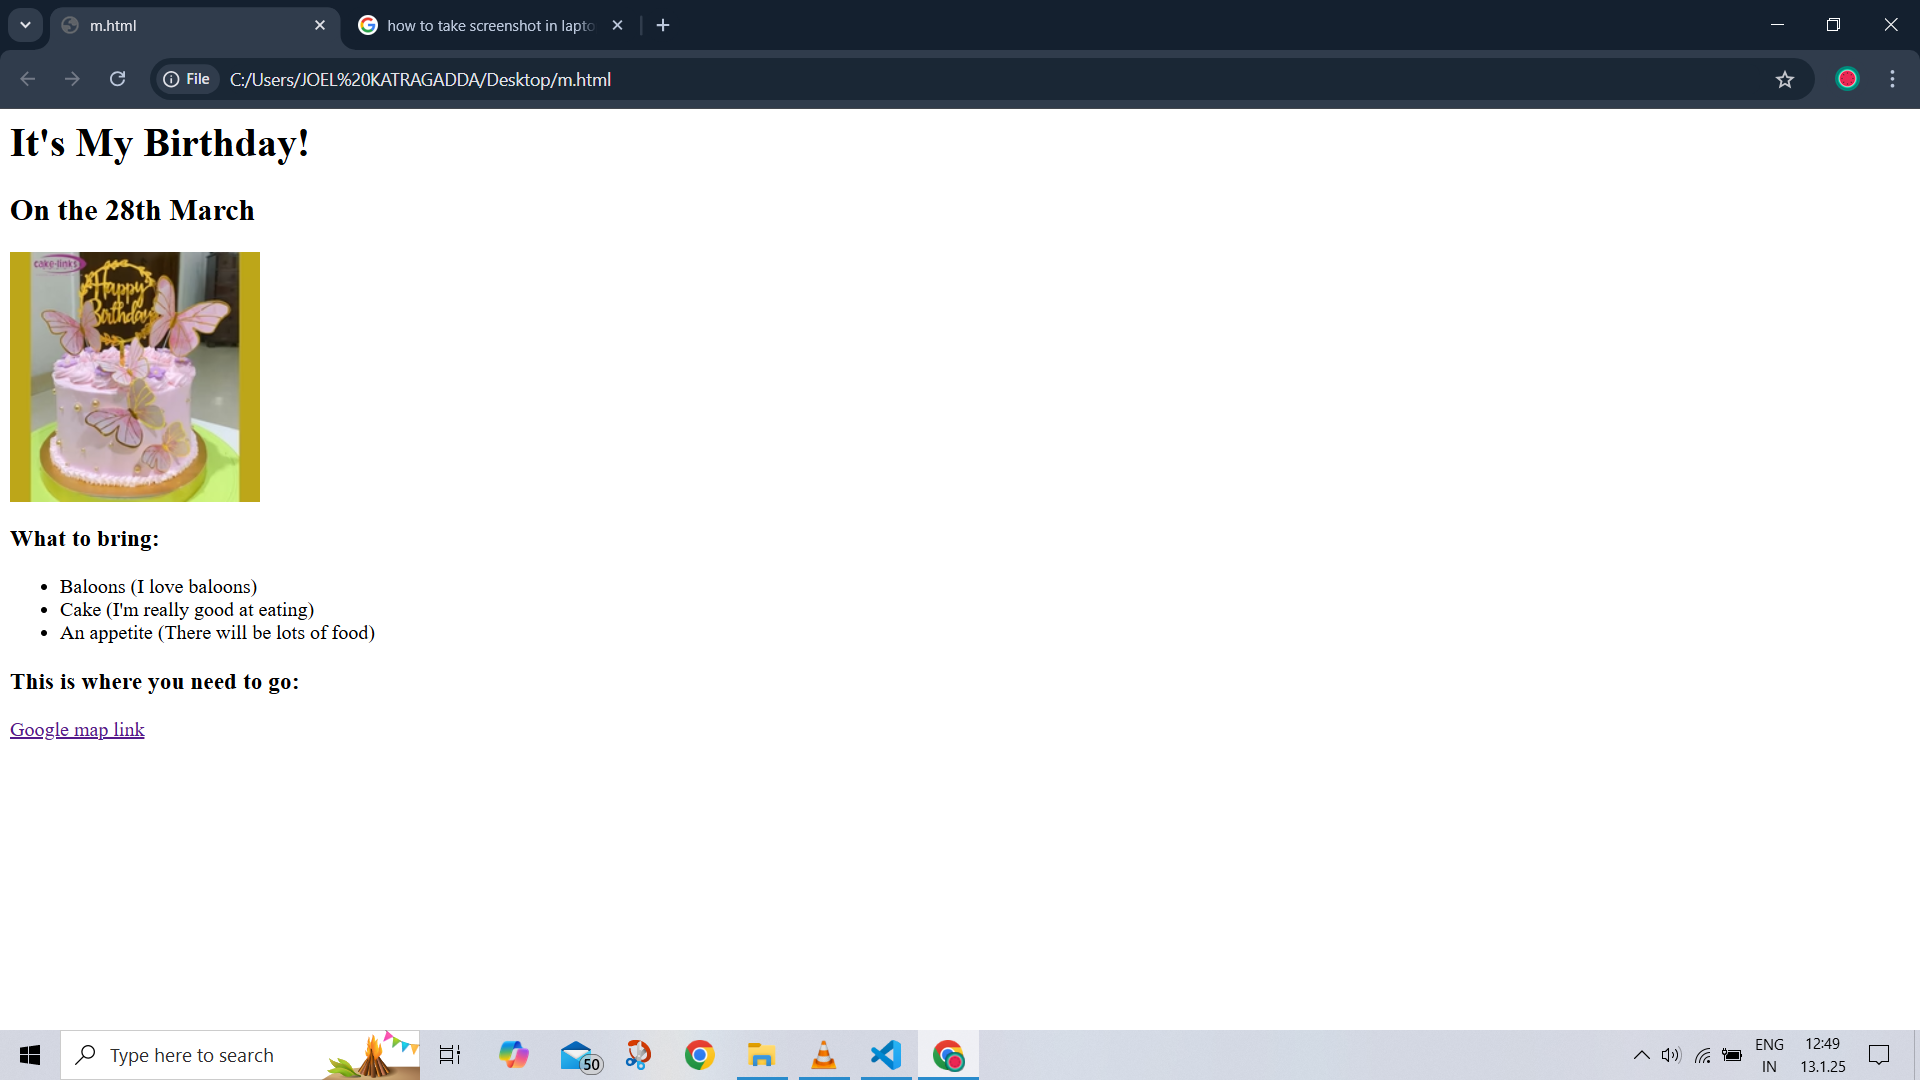 m.html
how to take screenshot in lapto
File
C:/Users/JOEL%20KATRAGADDA/Desktop/m.html
It's My Birthday!
On the 28th March
cake-links
Happy
Birthday
What to bring:
Baloons (I love baloons)
Cake (I'm really good at eating)
An appetite (There will be lots of food)
This is where you need to go:
Google map link
Type here to search
50
ENG
IN
12:49
13.1.25